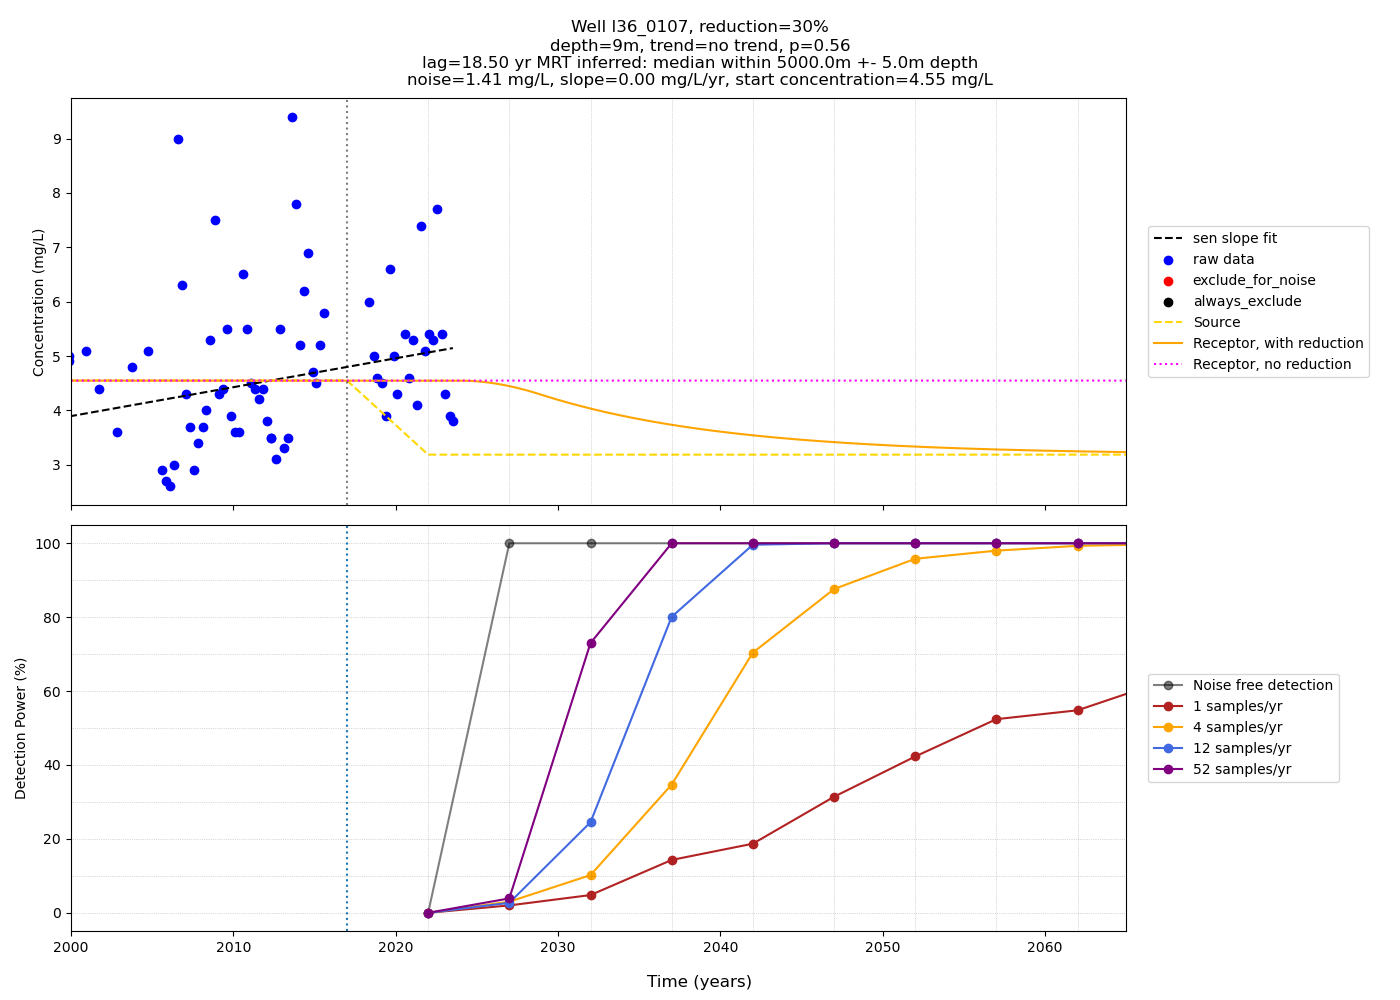 Well l36_0107, reduction=30%
depth=9m, trend=no trend, p=0.56
lag=18.50 yr MRT inferred: median within 5000.0m +- 5.0m depth
noise=1.41 mg/L, slope=0.00 mg/L/yr, start concentration=4.55 mg/L
Concentration (mg/L)
9
8
7
6
5
4
3
sen slope fit
raw data
exclude_for_noise
always_exclude
Source
Receptor, with reduction
Receptor, no reduction
Detection Power (%)
100
80
60
40
20
0
Noise free detection
1 samples/yr
4 samples/yr
12 samples/yr
52 samples/yr
2000 2010 2020 2030 2040 2050 2060
Time (years)